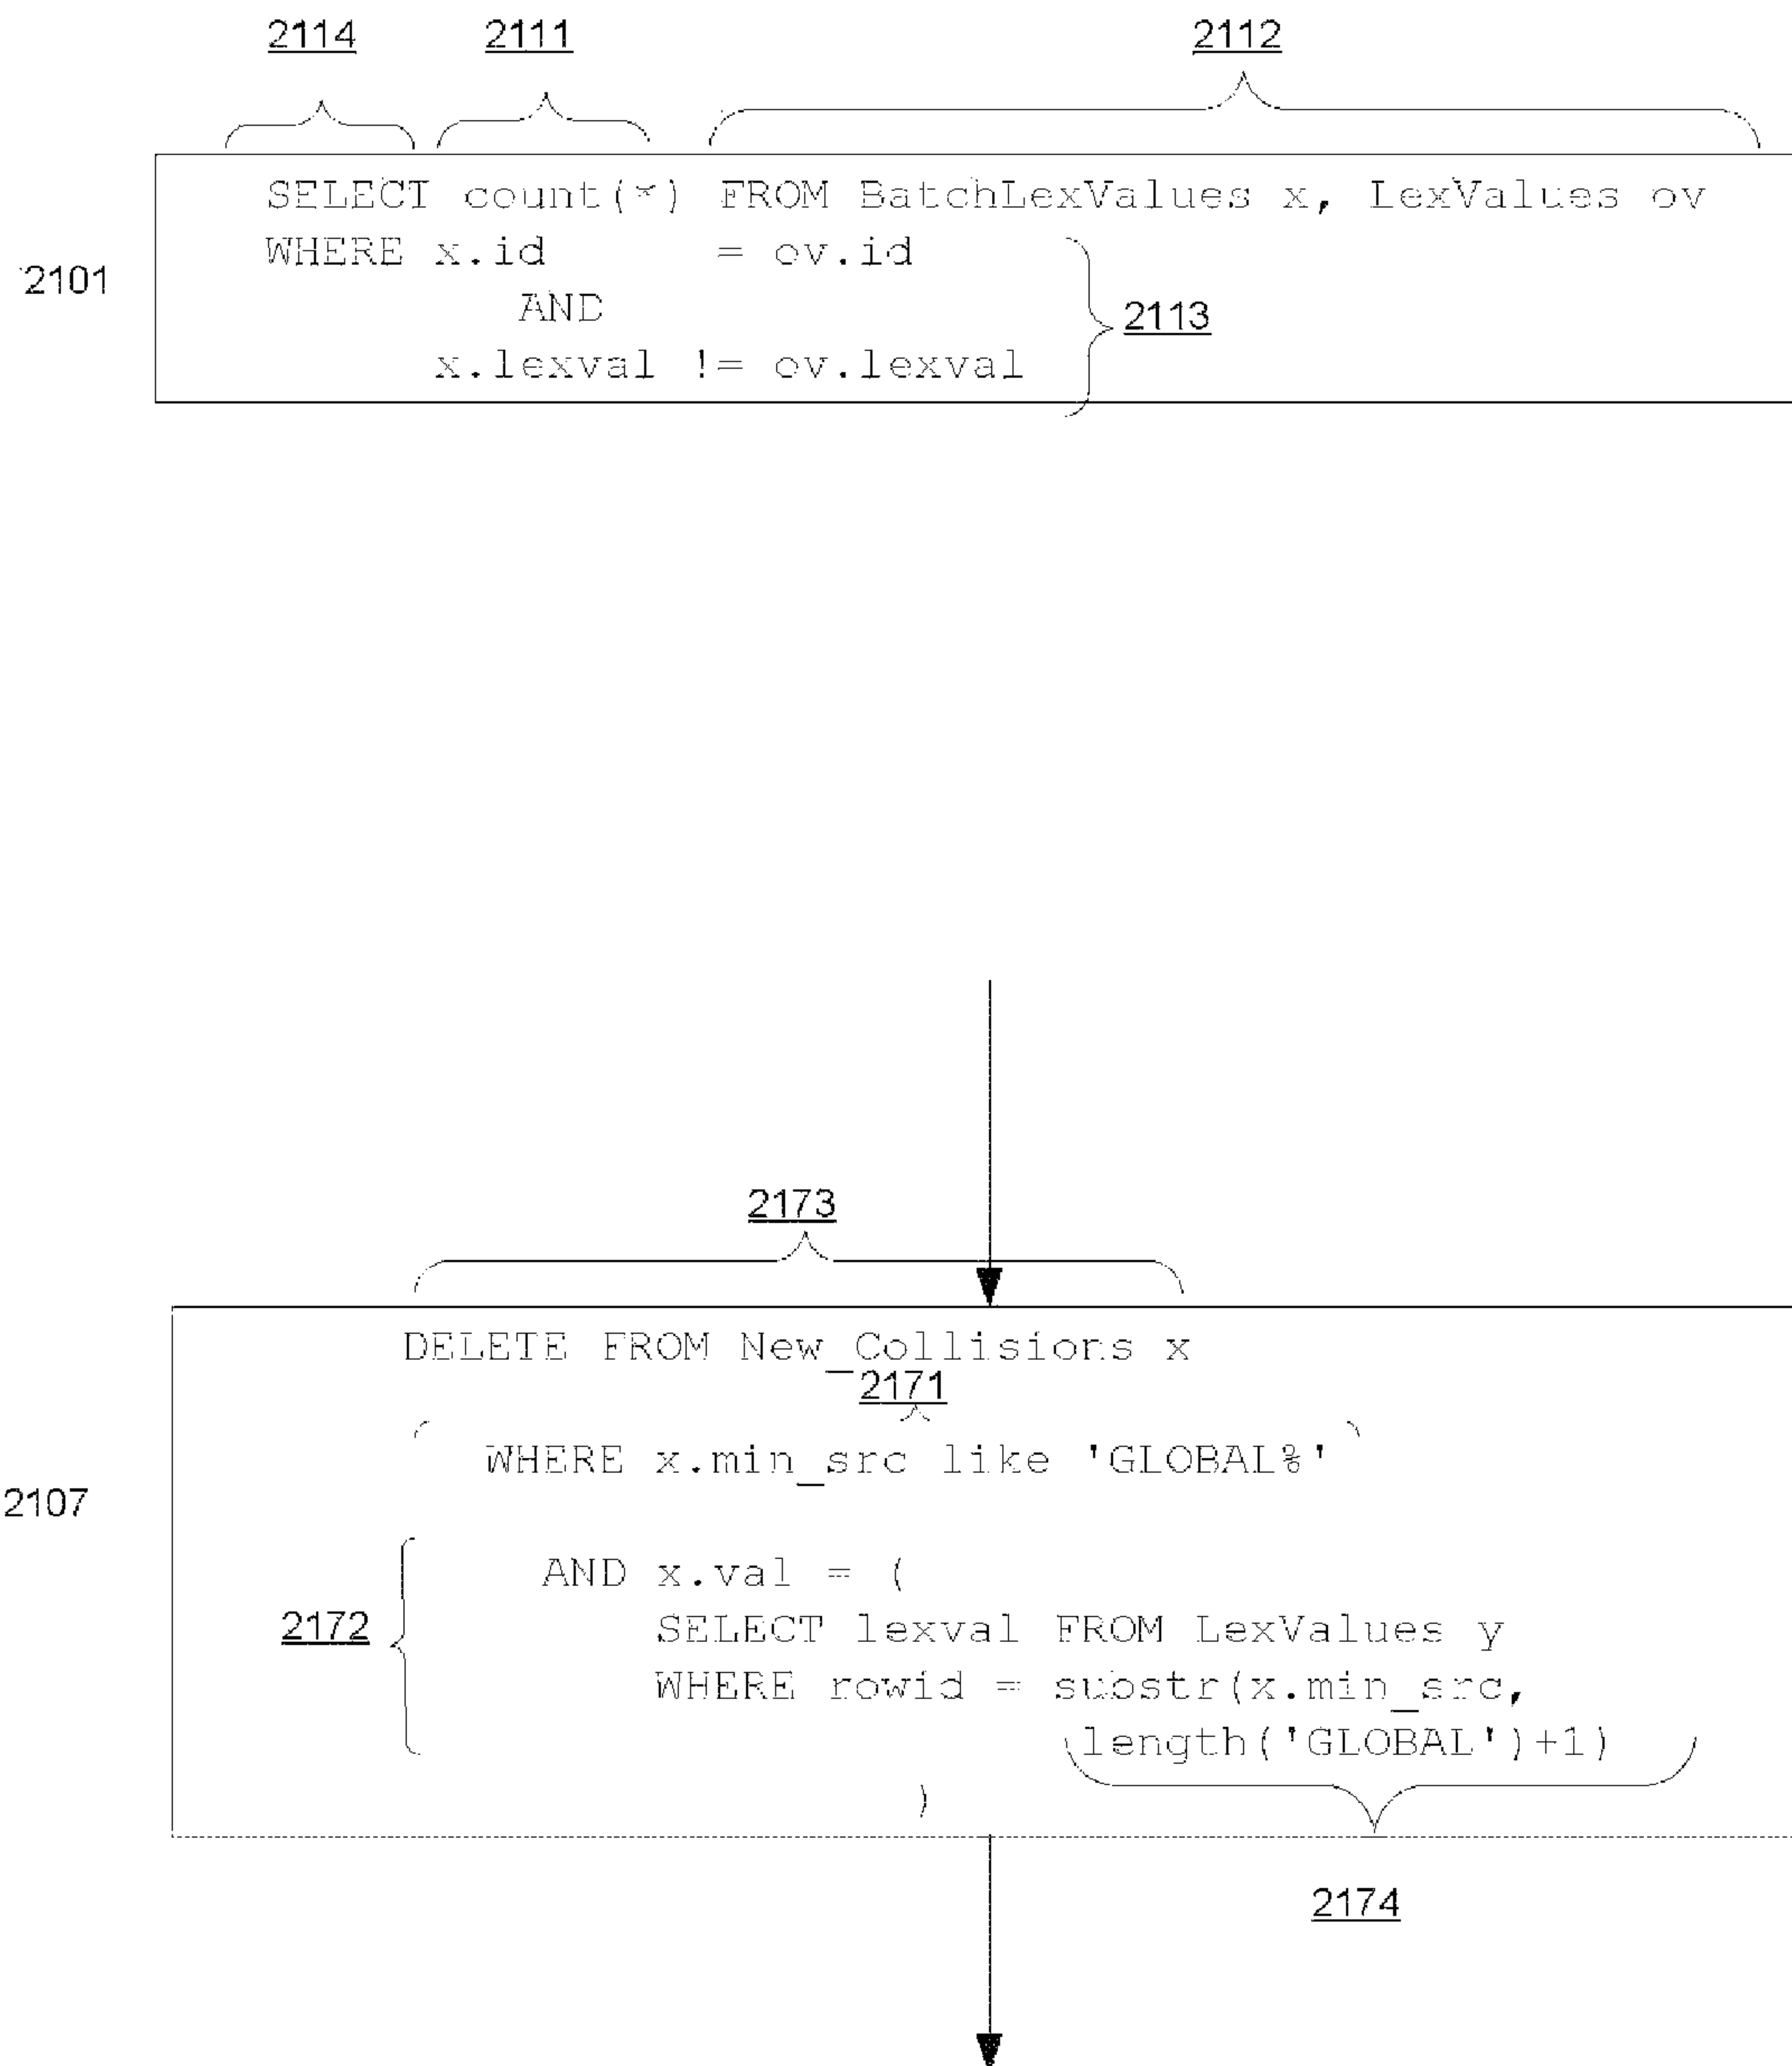 2114 2111 2112
SELECT count(*) FROM BatchLexValues x, LexValues ov
WHERE x.id = ov.id
2101
AND
2113
x.lexval != ov.lexval
2173
DELETE FROM New_Collisions x
2171
WHERE x.min_src like 'GLOBAL%'
2107
AND x.val = (
2172
SELECT lexval FROM LexValues y
WHERE rowid = substr(x.min_src,
length('GLOBAL')+1)
)
2174